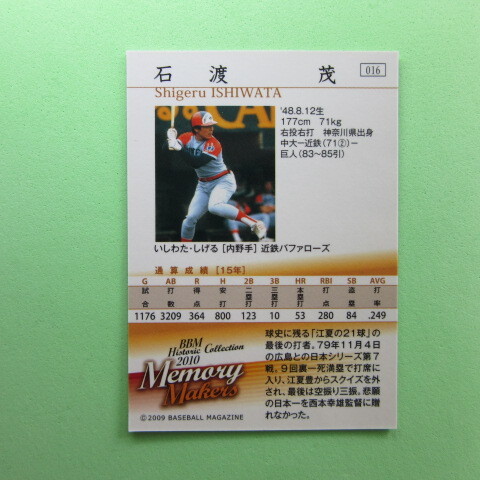 石渡 茂
016
Shigeru ISHIWATA
'48.8.12生
177cm 71kg
右投右打 神奈川県出身
中大ー近鉄(71②)ー
巨人(83〜85引)
いしわた・しげる [内野手] 近鉄バファローズ
通算成績 [15年]
G AB R H 2B 3B HR RBI SB AVG
試合 打数 得点 安打 二塁打 三塁打 本塁打 打点 盗塁 打率
1176 3209 364 800 123 10 53 280 84 .249
BBM
Historic Collection
2010
Memory
Makers
©2009 BASEBALL MAGAZINE
球史に残る「江夏の21球」の
最後の打者。79年11月4日
の広島との日本シリーズ第7
戦。9回裏一死満塁で打席に
入り、江夏豊からスクイズを外
され、最後は空振り三振。悲願
の日本一を西本幸雄監督に贈
れなかった。